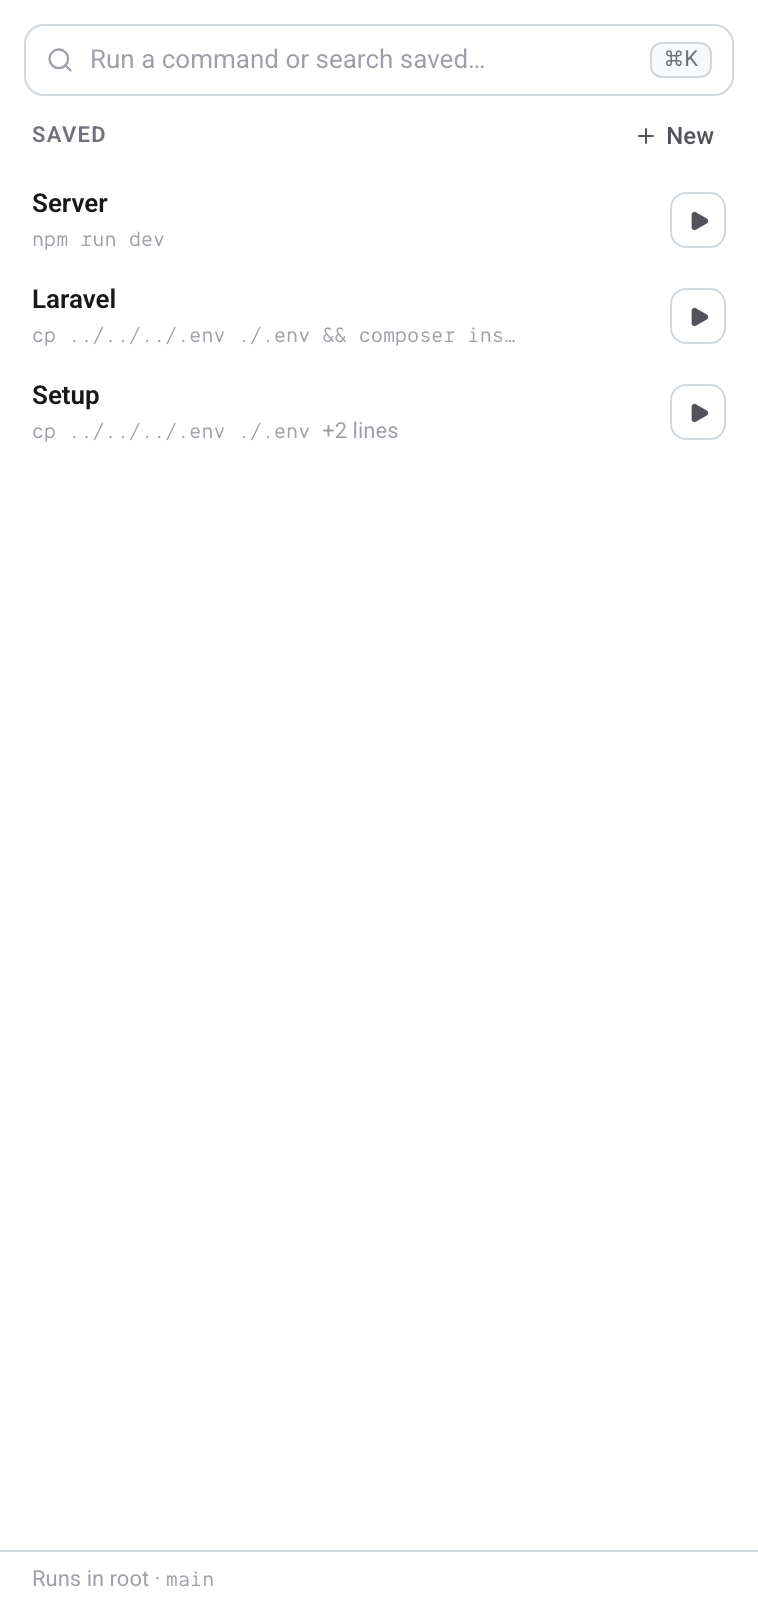 Run a command or search saved…
⌘K
SAVED
+ New
Server
npm run dev
Laravel
cp ../../../.env ./.env && composer ins…
Setup
cp ../../../.env ./.env +2 lines
Runs in root · main